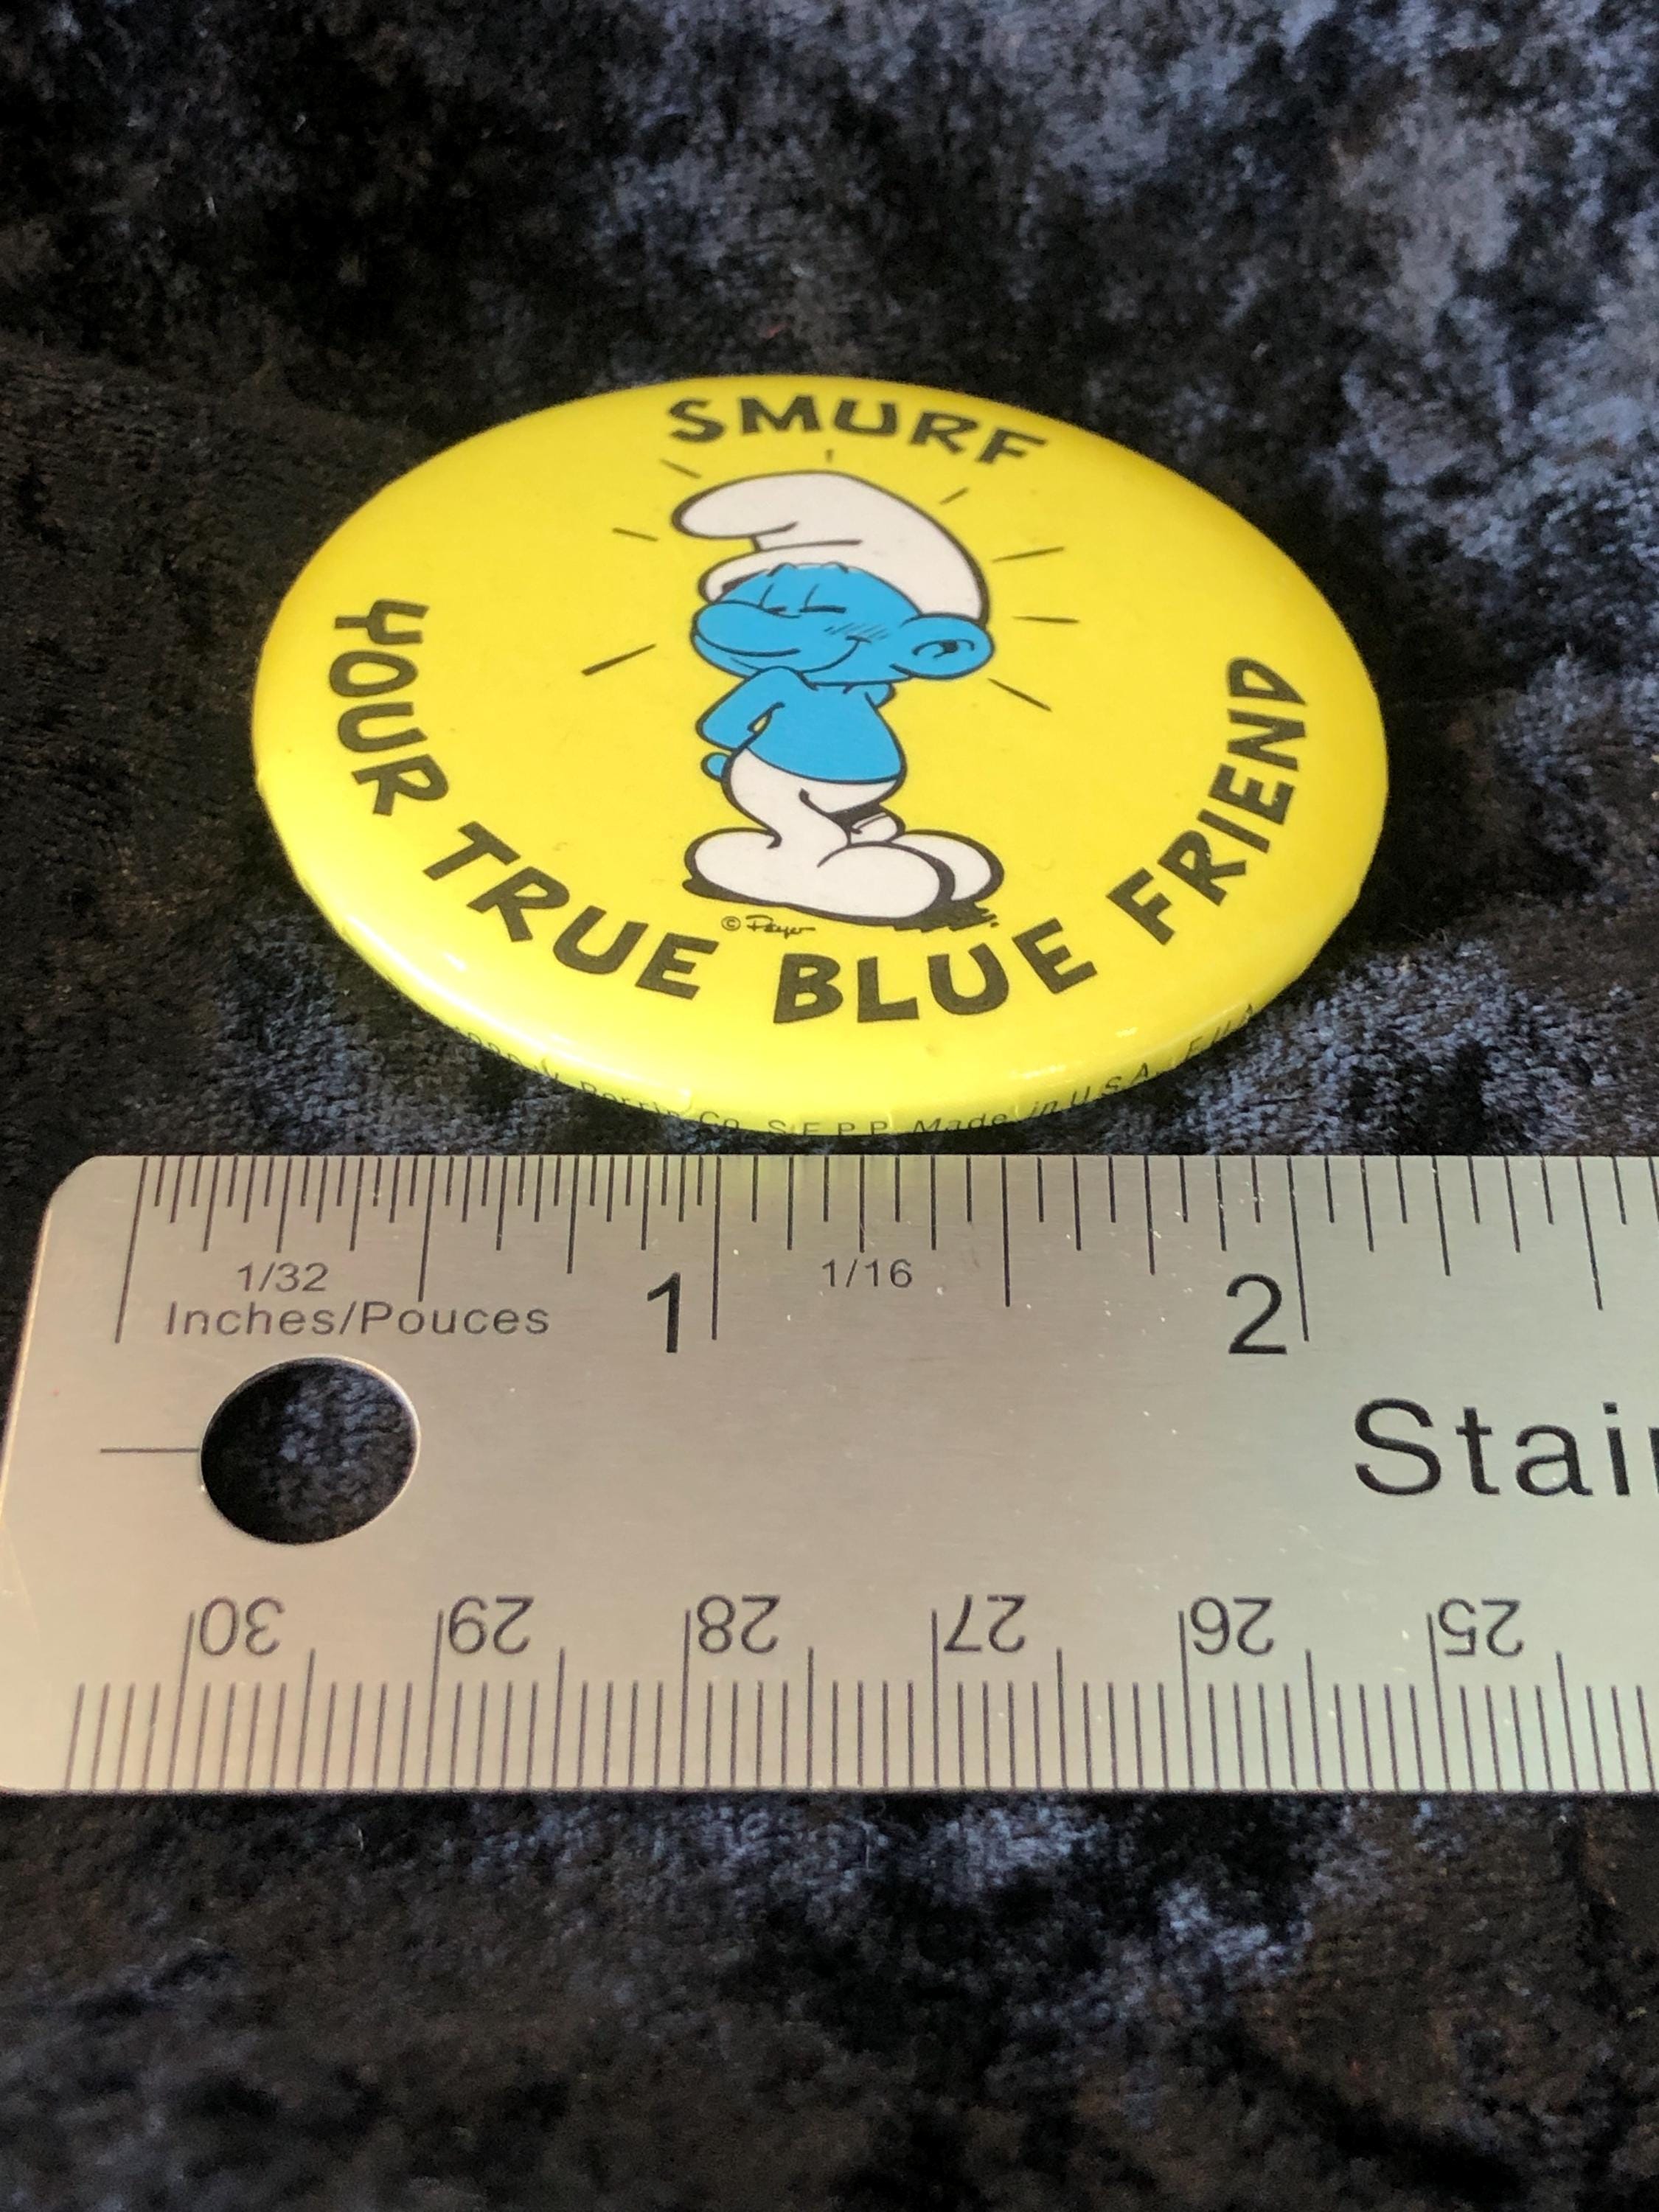 SMURF
YOUR TRUE BLUE FRIEND
© Peyo
Co. S.E.P.P. Made in U.S.A.
1/32
1/16
Inches/Pouces
1 2
Stai
30 29 28 27 26 25